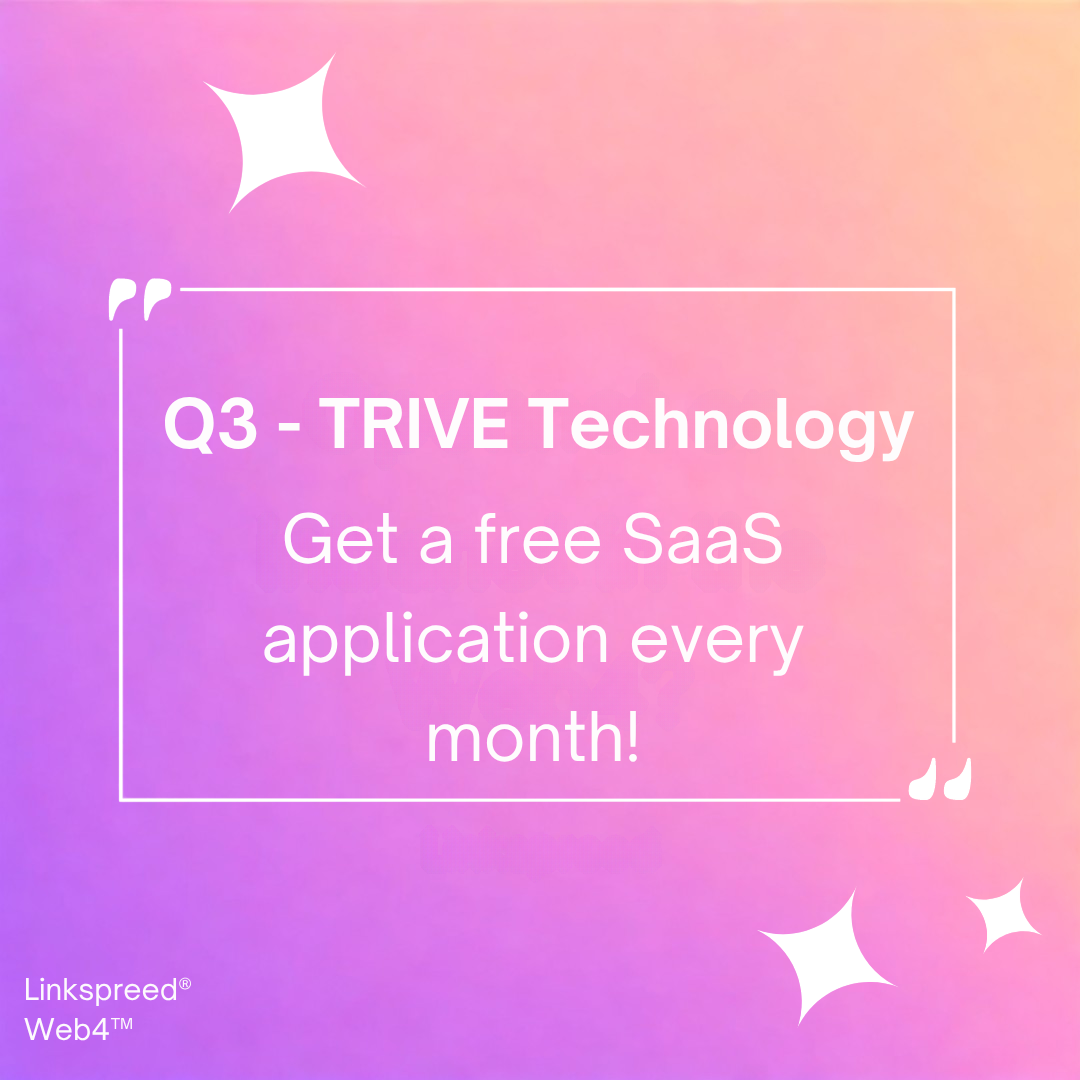 Q3 - TRIVE Technology
Get a free SaaS
application every
month!
Linkspreed®
Web4™